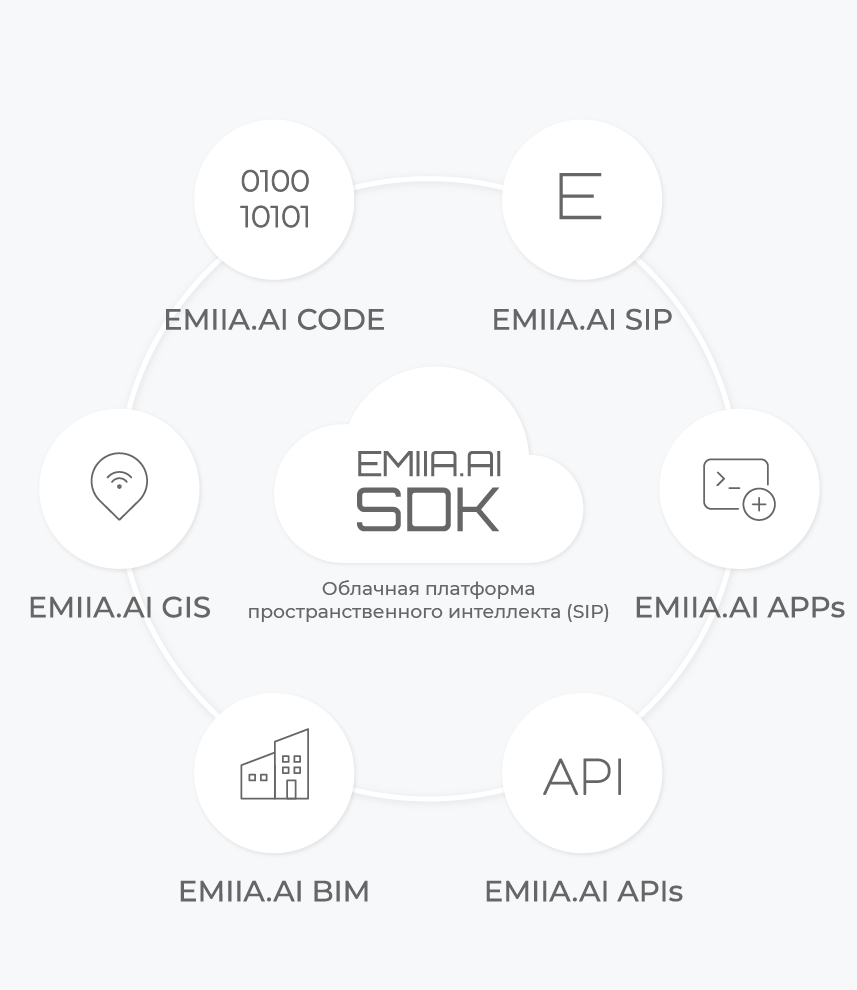 0100
10101
E
EMIIA.AI CODE
EMIIA.AI SIP
EMIIA.AI
SDK
>_
+
Облачная платформа
пространственного интеллекта (SIP)
EMIIA.AI GIS
EMIIA.AI APPs
API
EMIIA.AI BIM
EMIIA.AI APIs